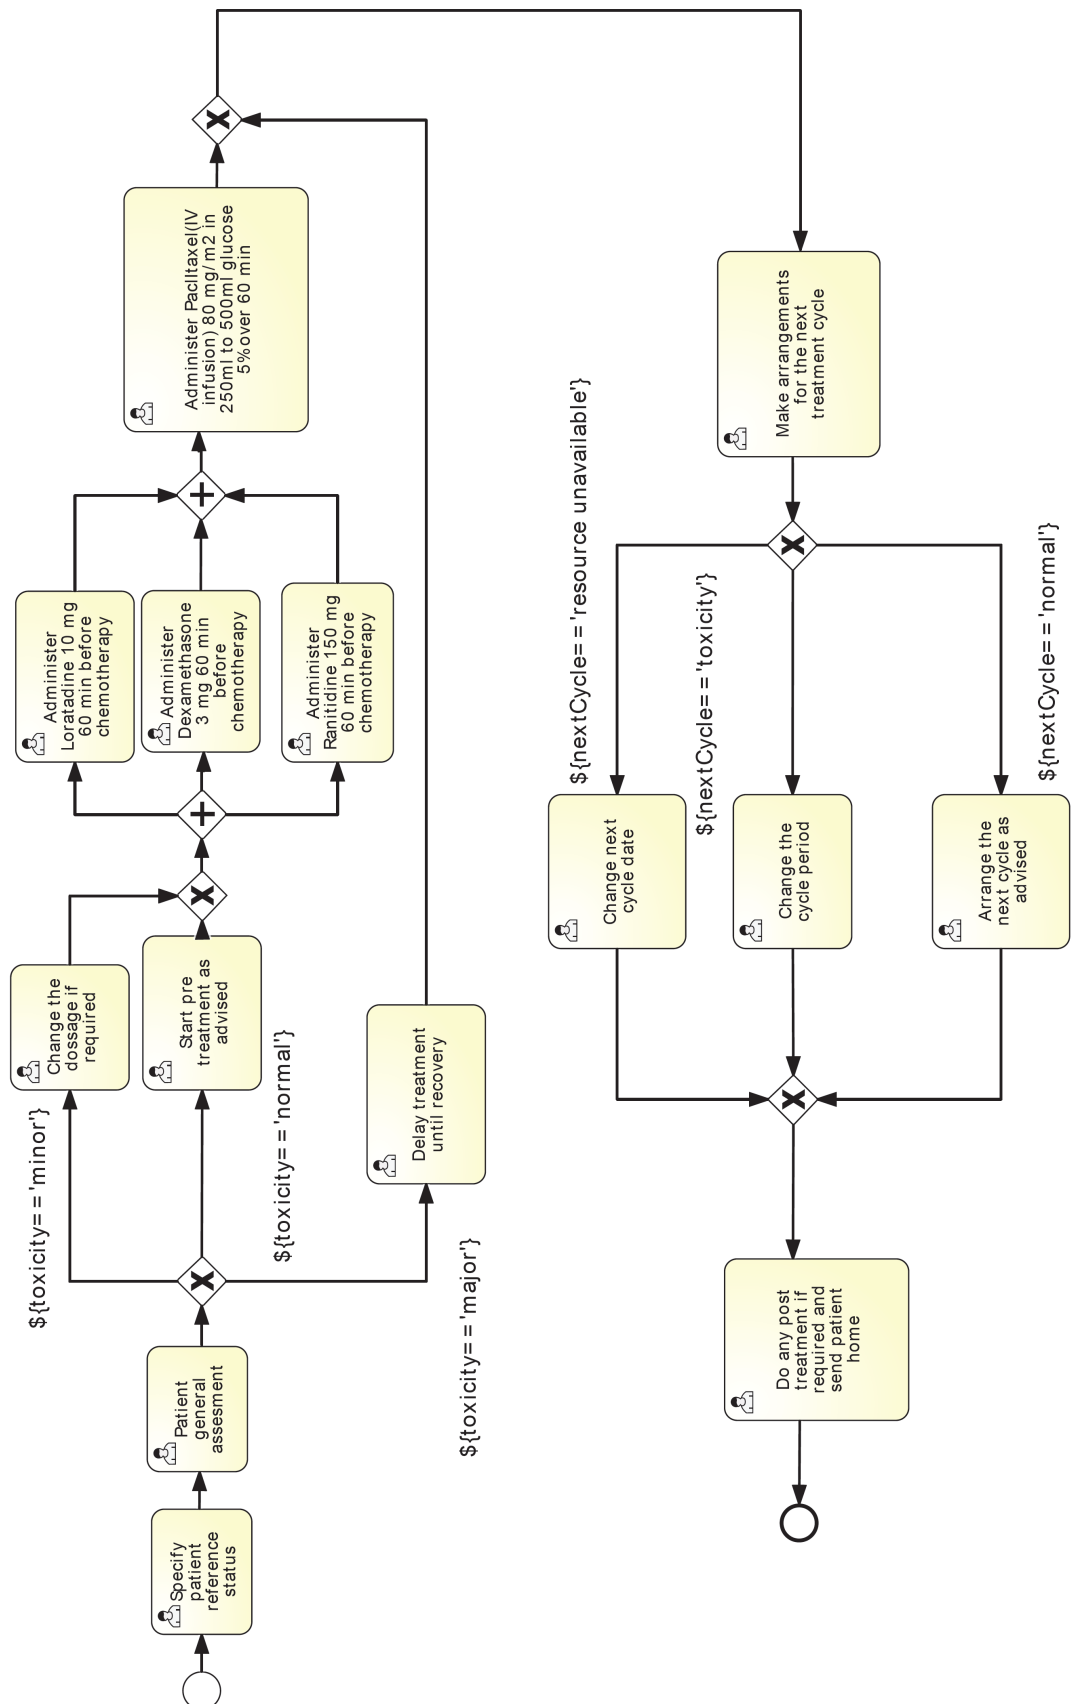 Specify
patient
reference
status
Patient
general
assesment
${toxicity=='minor'}
${toxicity=='normal'}
${toxicity=='major'}
Change the
dossage if
required
Start pre
treatment as
advised
Delay treatment
until recovery
Administer
Loratadine 10 mg
60 min before
chemotherapy
Administer
Dexamethasone
3 mg 60 min
before
chemotherapy
Administer
Ranitidine 150 mg
60 min before
chemotherapy
Administer Paclitaxel(IV
infusion) 80 mg/m2 in
250ml to 500ml glucose
5%over 60 min
Make arrangements
for the next
treatment cycle
${nextCycle=='resource unavailable'}
${nextCycle=='toxicity'}
${nextCycle=='normal'}
Change next
cycle date
Change the
cycle period
Arrange the
next cycle as
advised
Do any post
treatment if
required and
send patient
home